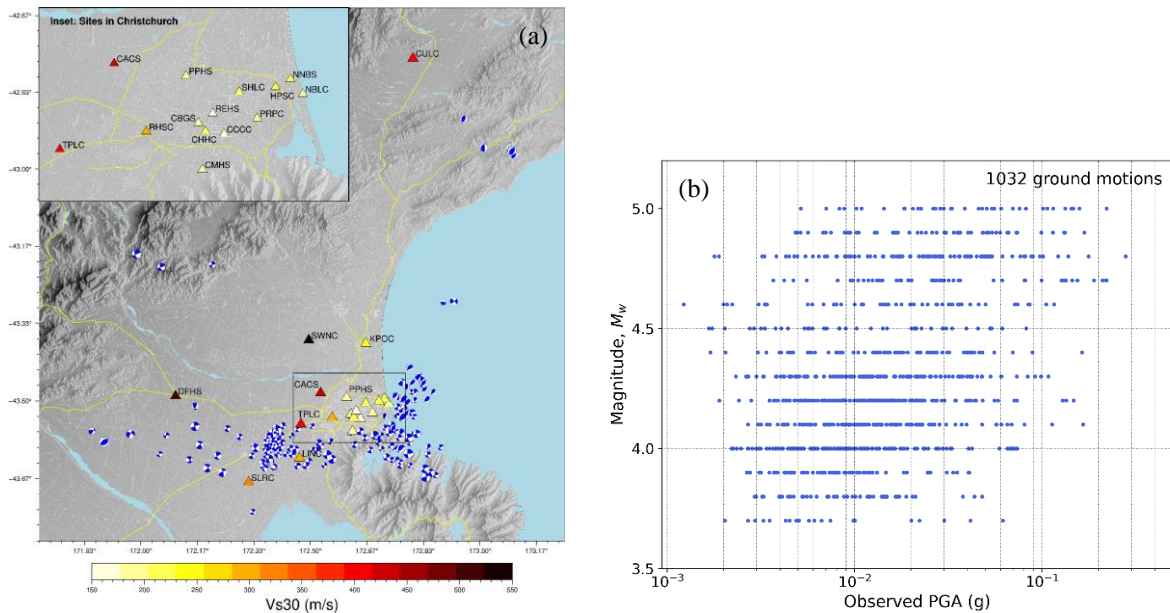 Inset: Sites in Christchurch
(a)
CACS
PPHS
NNBS
SHLC
HPSC
NBLC
REHS
CBGS
PRPC
RHSC
CHHC
CCCC
TPLC
CMHS
CULC
-42.67
-42.83
-43.00
-43.17
-43.33
-43.50
-43.67
SWNC
KPOC
DFHS
CACS
PPHS
TPLC
LINC
SLRC
171.83 172.00 172.17 172.33 172.50 172.67 172.83 173.00 173.17
150 200 250 300 350 400 450 500 550
Vs30 (m/s)
(b)
1032 ground motions
5.0
4.5
4.0
3.5
Magnitude, Mw
10⁻³ 10⁻² 10⁻¹
Observed PGA (g)